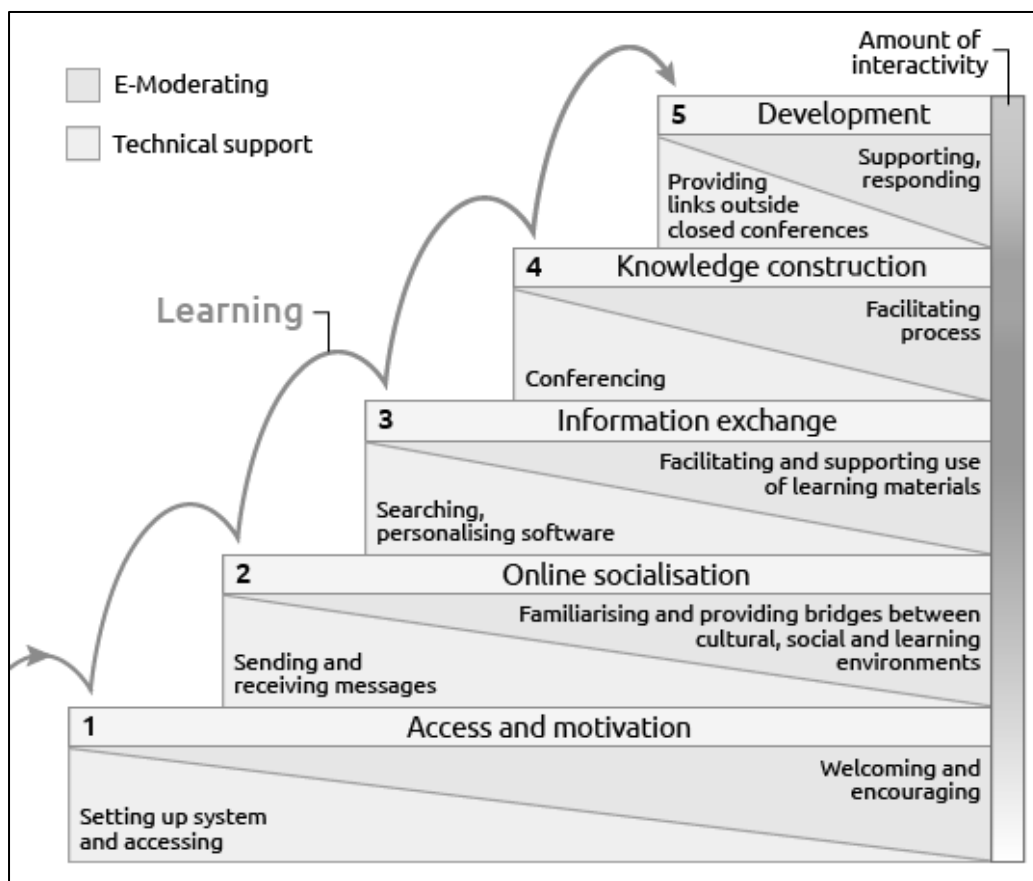 E-Moderating
Technical support
Amount of
interactivity
Learning
5 Development
Supporting,
responding
Providing
links outside
closed conferences
4 Knowledge construction
Facilitating
process
Conferencing
3 Information exchange
Facilitating and supporting use
of learning materials
Searching,
personalising software
2 Online socialisation
Familiarising and providing bridges between
cultural, social and learning
environments
Sending and
receiving messages
1 Access and motivation
Welcoming and
encouraging
Setting up system
and accessing